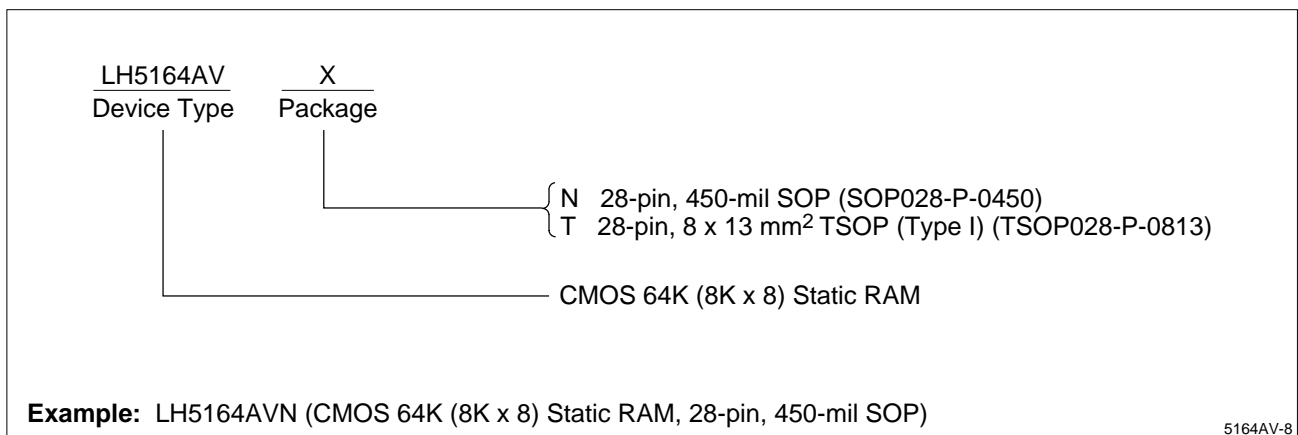 LH5164AV X
Device Type Package
N 28-pin, 450-mil SOP (SOP028-P-0450)
T 28-pin, 8 x 13 mm² TSOP (Type I) (TSOP028-P-0813)
CMOS 64K (8K x 8) Static RAM
Example: LH5164AVN (CMOS 64K (8K x 8) Static RAM, 28-pin, 450-mil SOP)
5164AV-8